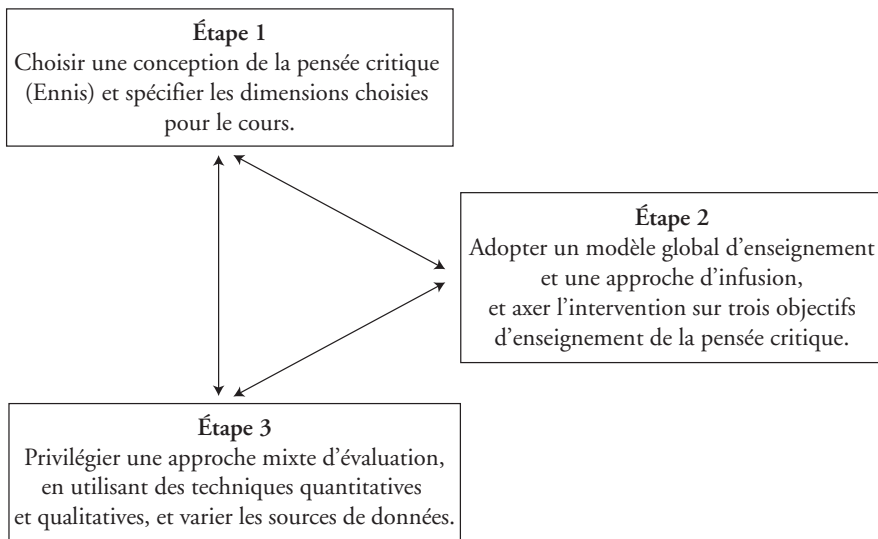 Étape 1
Choisir une conception de la pensée critique
(Ennis) et spécifier les dimensions choisies
pour le cours.
Étape 2
Adopter un modèle global d’enseignement
et une approche d’infusion,
et axer l’intervention sur trois objectifs
d’enseignement de la pensée critique.
Étape 3
Privilégier une approche mixte d’évaluation,
en utilisant des techniques quantitatives
et qualitatives, et varier les sources de données.